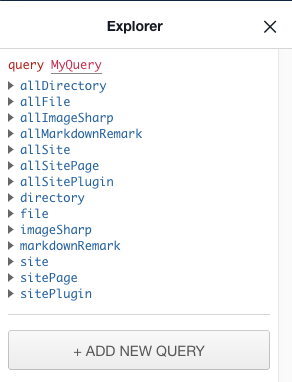 Explorer
query MyQuery
allDirectory
allFile
allImageSharp
allMarkdownRemark
allSite
allSitePage
allSitePlugin
directory
file
imageSharp
markdownRemark
site
sitePage
sitePlugin
+ ADD NEW QUERY